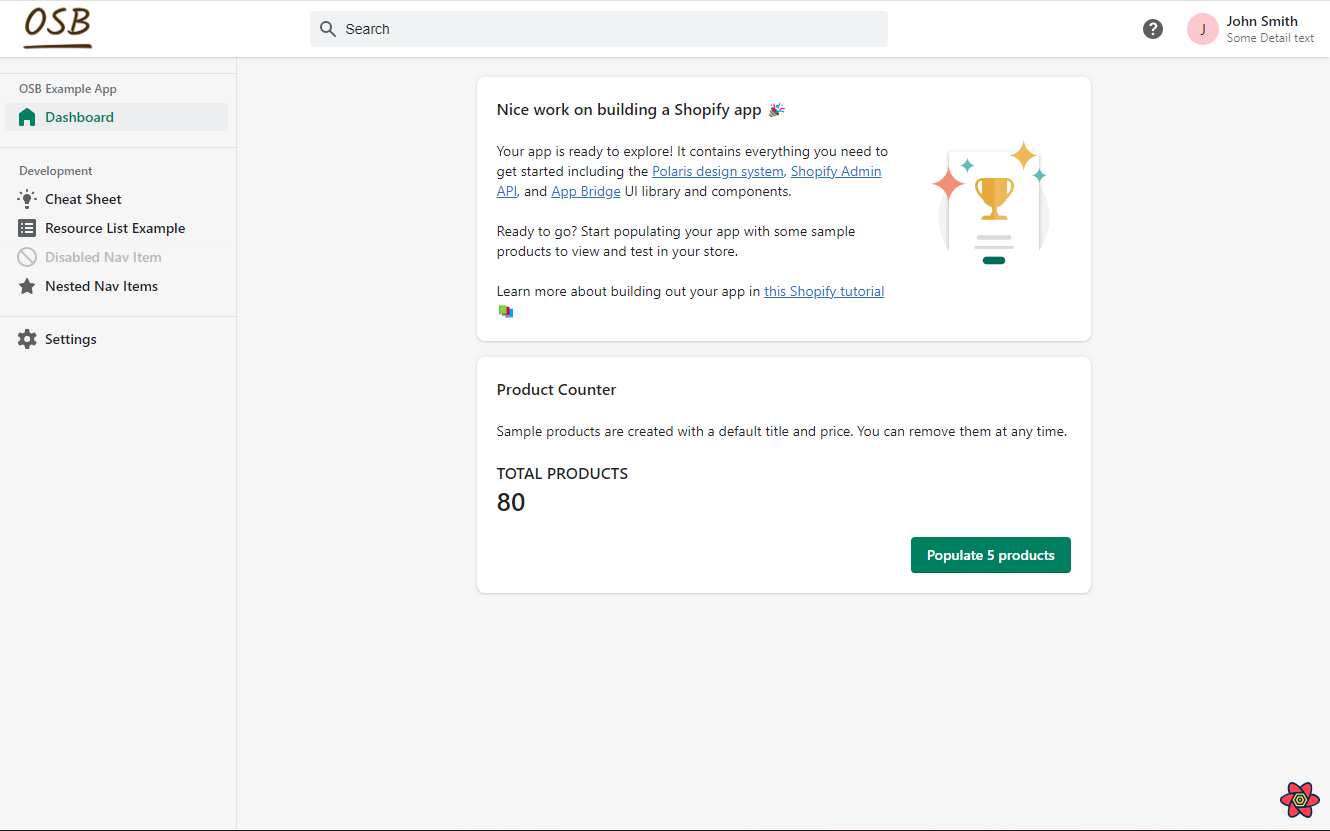 OSB
Search
?
J
John Smith
Some Detail text
OSB Example App
Dashboard
Development
Cheat Sheet
Resource List Example
Disabled Nav Item
Nested Nav Items
Settings
Nice work on building a Shopify app 🎉
Your app is ready to explore! It contains everything you need to
get started including the Polaris design system, Shopify Admin
API, and App Bridge UI library and components.
Ready to go? Start populating your app with some sample
products to view and test in your store.
Learn more about building out your app in this Shopify tutorial
📚
Product Counter
Sample products are created with a default title and price. You can remove them at any time.
TOTAL PRODUCTS
80
Populate 5 products